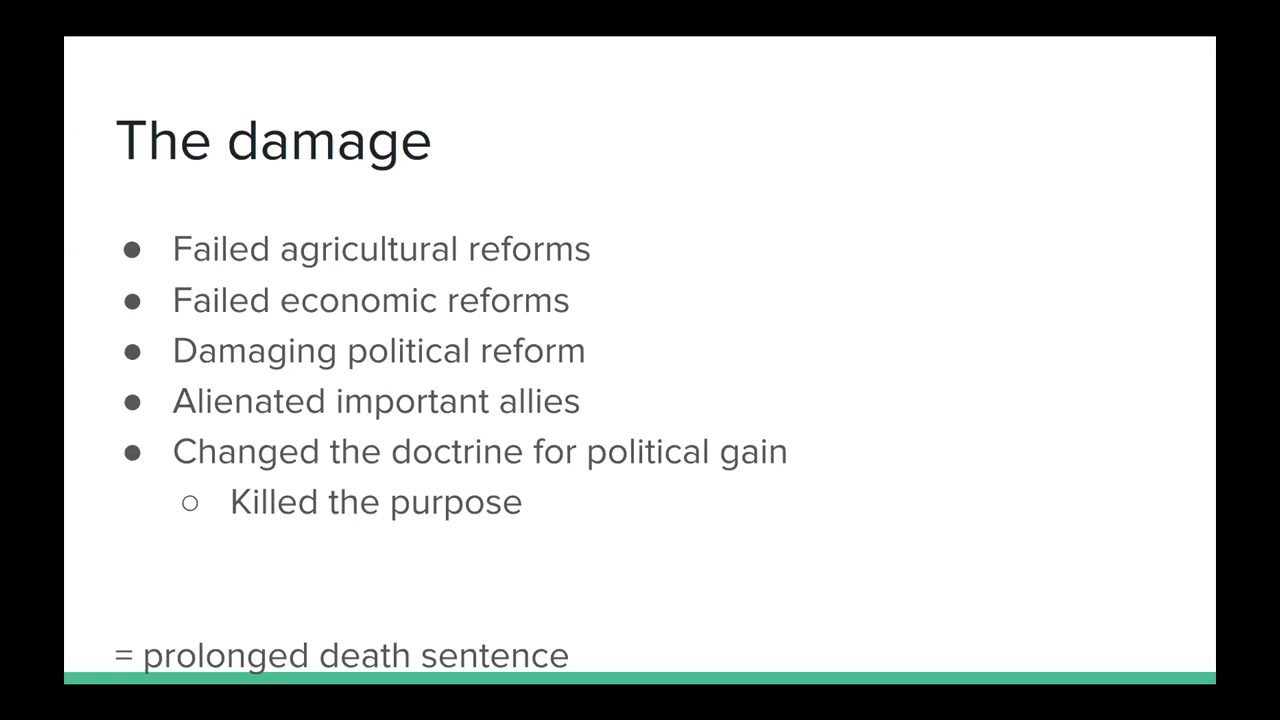 The damage
● Failed agricultural reforms
● Failed economic reforms
● Damaging political reform
● Alienated important allies
● Changed the doctrine for political gain
○ Killed the purpose
= prolonged death sentence